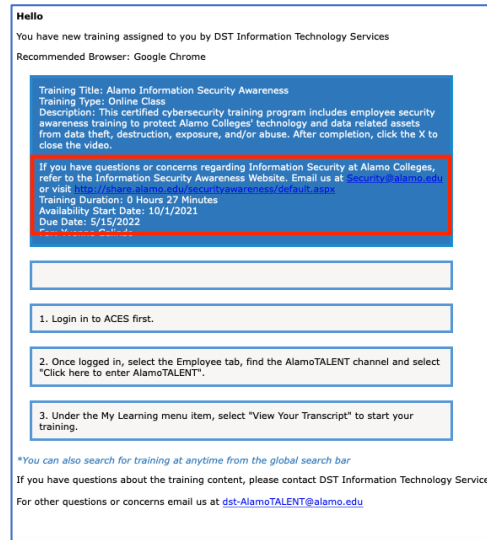 Hello
You have new training assigned to you by DST Information Technology Services
Recommended Browser: Google Chrome
Training Title: Alamo Information Security Awareness
Training Type: Online Class
Description: This certified cybersecurity training program includes employee security
awareness training to protect Alamo Colleges' technology and data related assets
from data theft, destruction, exposure, and/or abuse. After completion, click the X to
close the video.
If you have questions or concerns regarding Information Security at Alamo Colleges,
refer to the Information Security Awareness Website. Email us at Security@alamo.edu
or visit http://share.alamo.edu/securityawareness/default.aspx
Training Duration: 0 Hours 27 Minutes
Availability Start Date: 10/1/2021
Due Date: 5/15/2022
For: Yvonne Galindo
1. Login in to ACES first.
2. Once logged in, select the Employee tab, find the AlamoTALENT channel and select
"Click here to enter AlamoTALENT".
3. Under the My Learning menu item, select "View Your Transcript" to start your
training.
*You can also search for training at anytime from the global search bar
If you have questions about the training content, please contact DST Information Technology Service
For other questions or concerns email us at dst-AlamoTALENT@alamo.edu